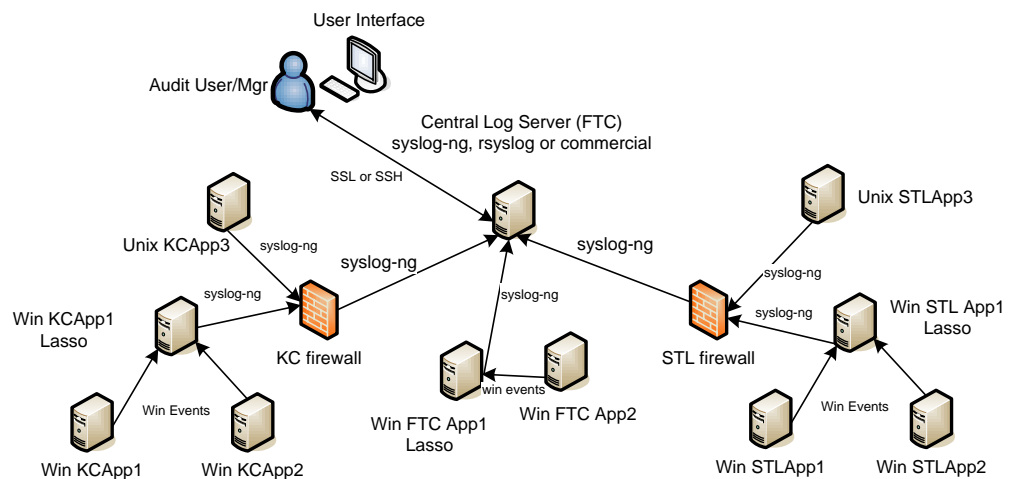 User Interface
Audit User/Mgr
Central Log Server (FTC)
syslog-ng, rsyslog or commercial
SSL or SSH
Unix KCApp3
syslog-ng
syslog-ng
syslog-ng
Unix STLApp3
syslog-ng
Win KCApp1
Lasso
syslog-ng
KC firewall
syslog-ng
STL firewall
syslog-ng
Win STL App1
Lasso
Win Events
win events
Win Events
Win KCApp1
Win KCApp2
Win FTC App1
Lasso
Win FTC App2
Win STLApp1
Win STLApp2